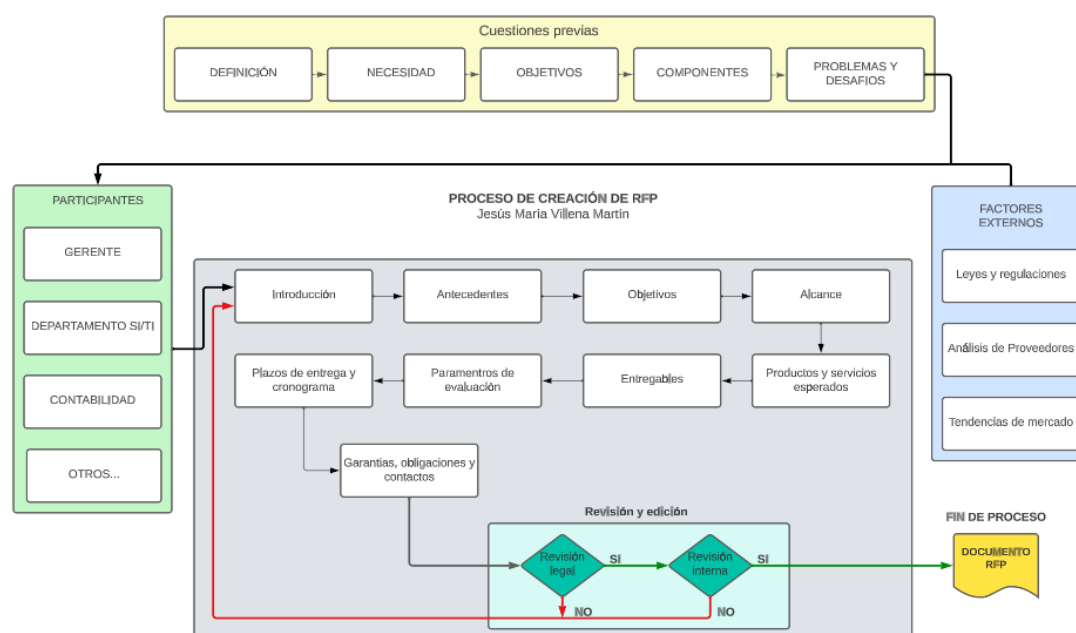 Cuestiones previas
DEFINICIÓN
NECESIDAD
OBJETIVOS
COMPONENTES
PROBLEMAS Y
DESAFIOS
PARTICIPANTES
GERENTE
DEPARTAMENTO SI/TI
CONTABILIDAD
OTROS...
PROCESO DE CREACIÓN DE RFP
Jesús María Villena Martín
FACTORES
EXTERNOS
Leyes y regulaciones
Análisis de Proveedores
Tendencias de mercado
Introducción
Antecedentes
Objetivos
Alcance
Productos y servicios
esperados
Entregables
Paramentros de
evaluación
Plazos de entrega y
cronograma
Garantias, obligaciones y
contactos
Revisión y edición
Revisión
legal
SI
NO
Revisión
interna
SI
NO
FIN DE PROCESO
DOCUMENTO
RFP